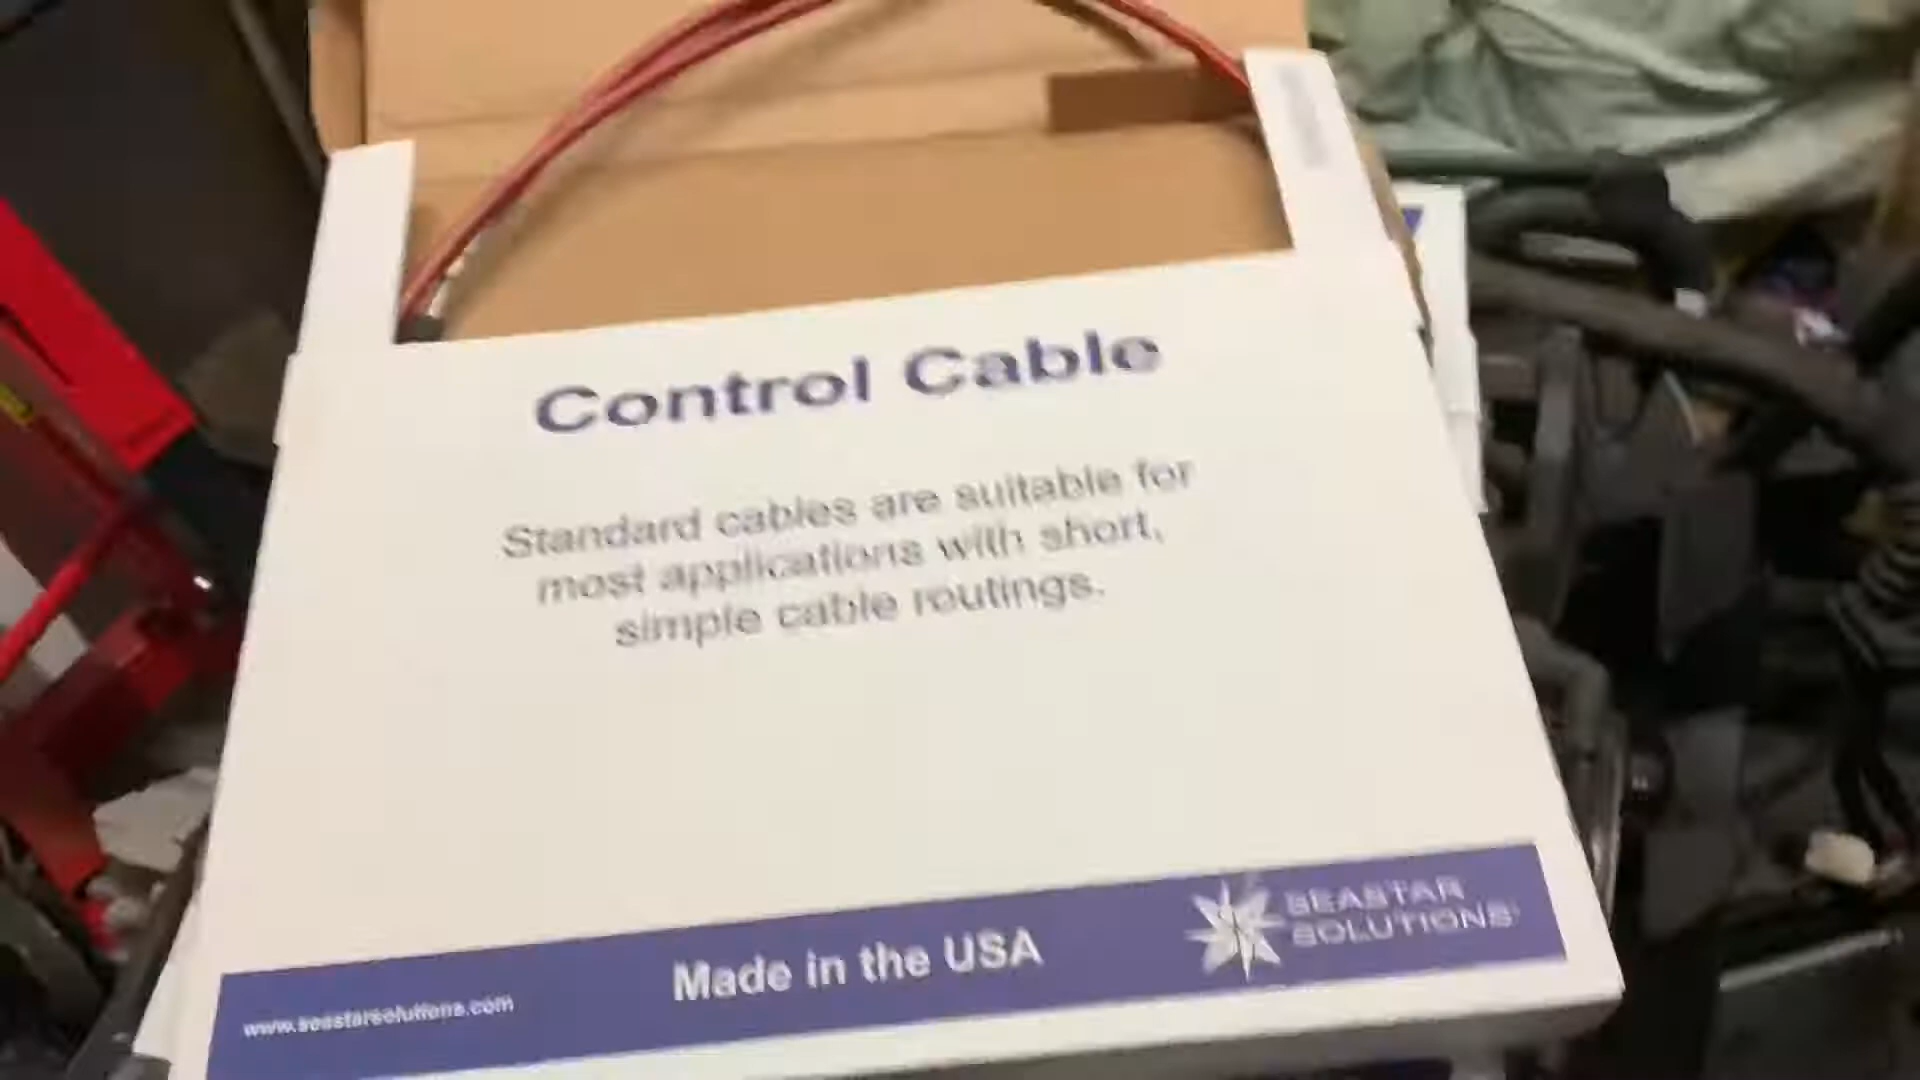 Control Cable
Standard cables are suitable for
most applications with short,
simple cable routings.
www.seastarsolutions.com
Made in the USA
SEASTAR
SOLUTIONS